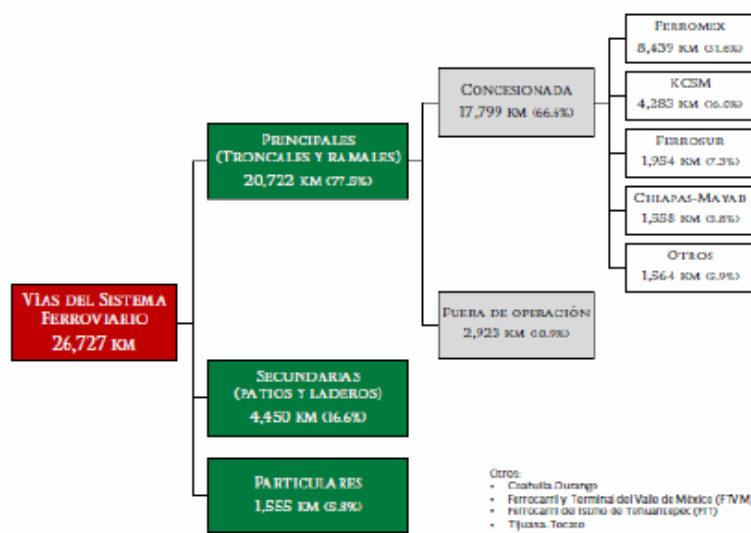 Vías del Sistema
Ferroviario
26,727 km
Principales
(Troncales y ramales)
20,722 km (77.5%)
Secundarias
(Patios y laderos)
4,450 km (16.6%)
Particulares
1,555 km (5.8%)
Concesionada
17,799 km (66.6%)
Fuera de operación
2,923 km (10.9%)
Ferromex
8,439 km (31.6%)
KCSM
4,283 km (16.0%)
Ferrosur
1,954 km (7.3%)
Chiapas-Mayab
1,558 km (5.8%)
Otros
1,564 km (5.9%)
Otros:
• Coahuila Durango
• Ferrocarril y Terminal del Valle de México (FTVM)
• Ferrocarril del Istmo de Tehuantepec (FIT)
• Tijuana Tecate